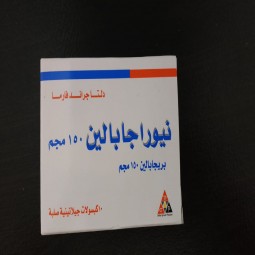 دلتا جراند فارما
نيوراجابالين ١٥٠ مجم
بريجابالين ١٥٠ مجم
١٠ كبسولات جيلاتينية صلبة